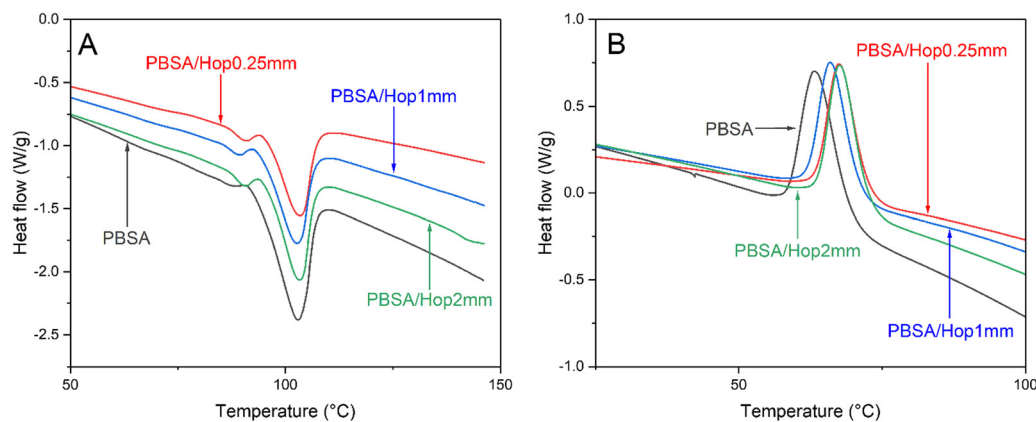 A
PBSA/Hop0.25mm
PBSA/Hop1mm
PBSA
PBSA/Hop2mm
0.0
-0.5
-1.0
-1.5
-2.0
-2.5
50
100
150
Heat flow (W/g)
Temperature (°C)
B
PBSA/Hop0.25mm
PBSA
PBSA/Hop2mm
PBSA/Hop1mm
1.0
0.5
0.0
-0.5
-1.0
50
100
Heat flow (W/g)
Temperature (°C)